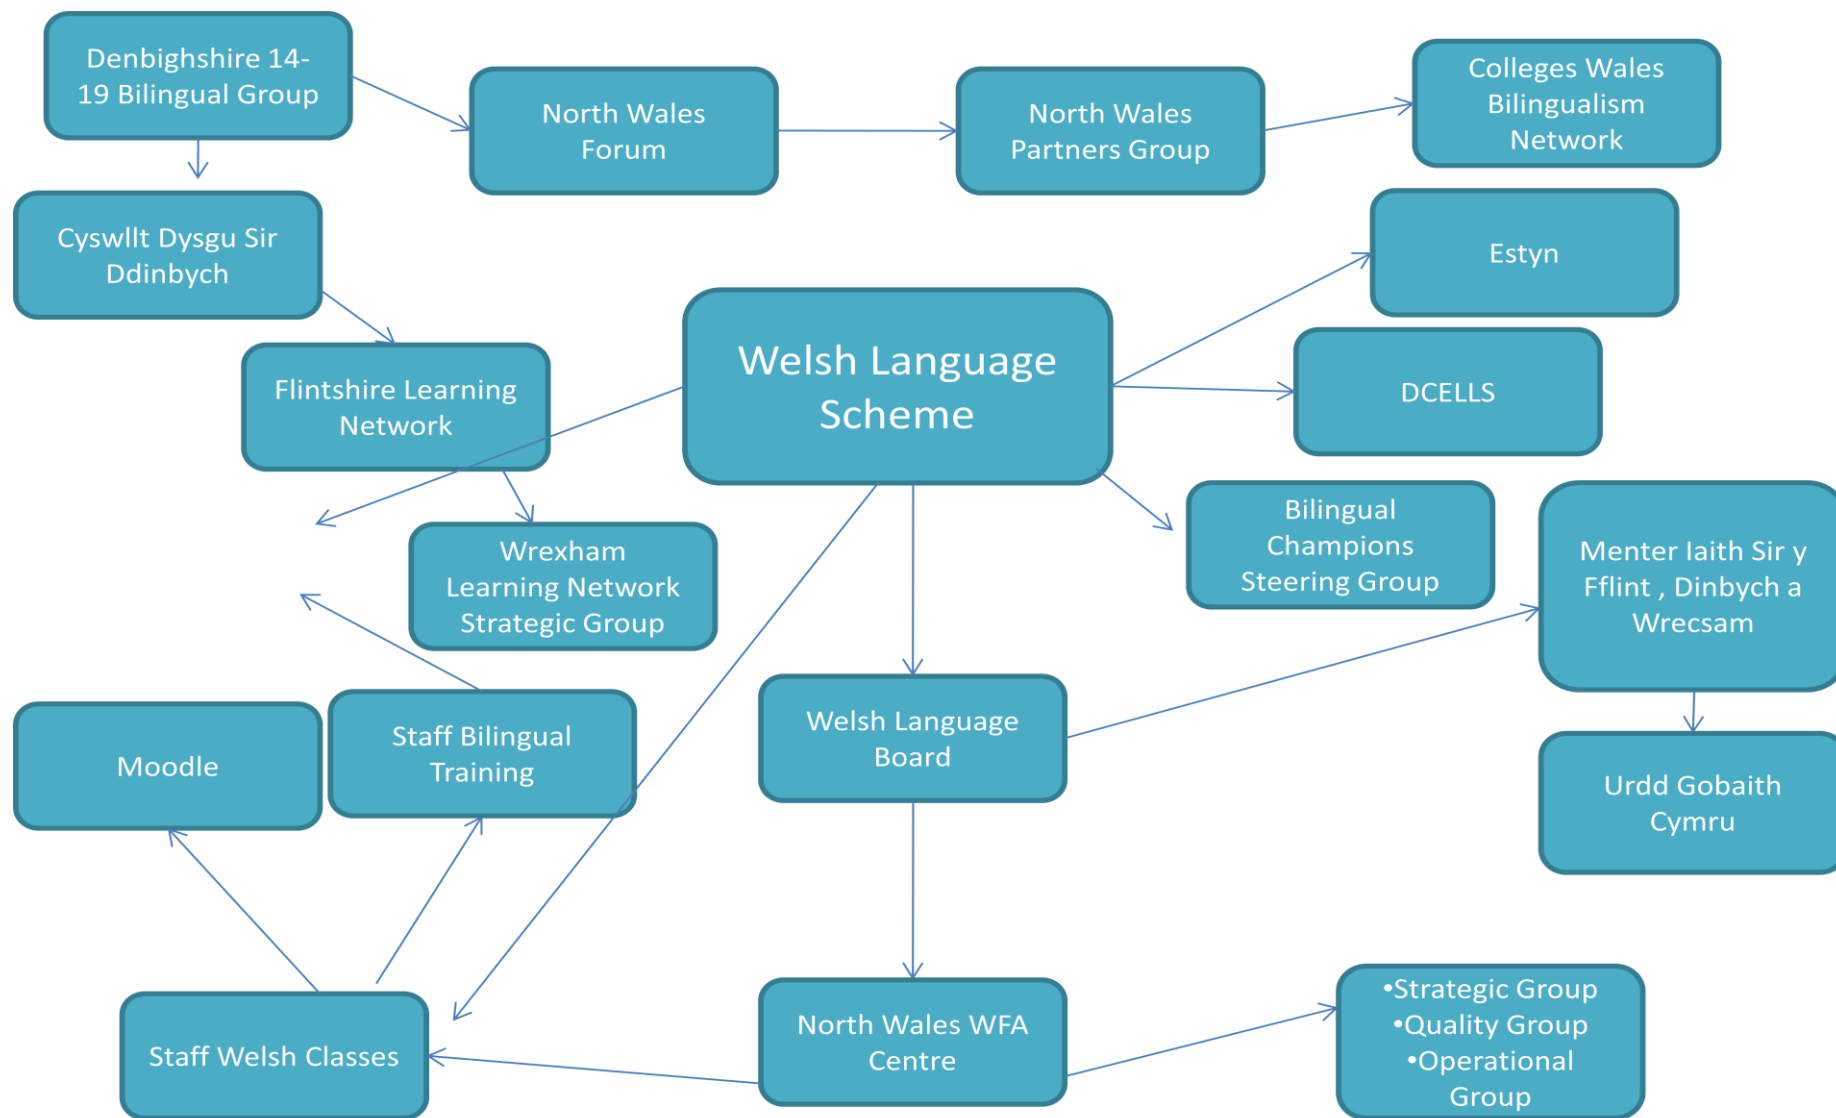 Denbighshire 14-
19 Bilingual Group
North Wales
Forum
North Wales
Partners Group
Colleges Wales
Bilingualism
Network
Cyswllt Dysgu Sir
Ddinbych
Estyn
Flintshire Learning
Network
Welsh Language
Scheme
DCELLS
Wrexham
Learning Network
Strategic Group
Bilingual
Champions
Steering Group
Menter Iaith Sir y
Fflint , Dinbych a
Wrecsam
Moodle
Staff Bilingual
Training
Welsh Language
Board
Urdd Gobaith
Cymru
Staff Welsh Classes
North Wales WFA
Centre
•Strategic Group
•Quality Group
•Operational
Group